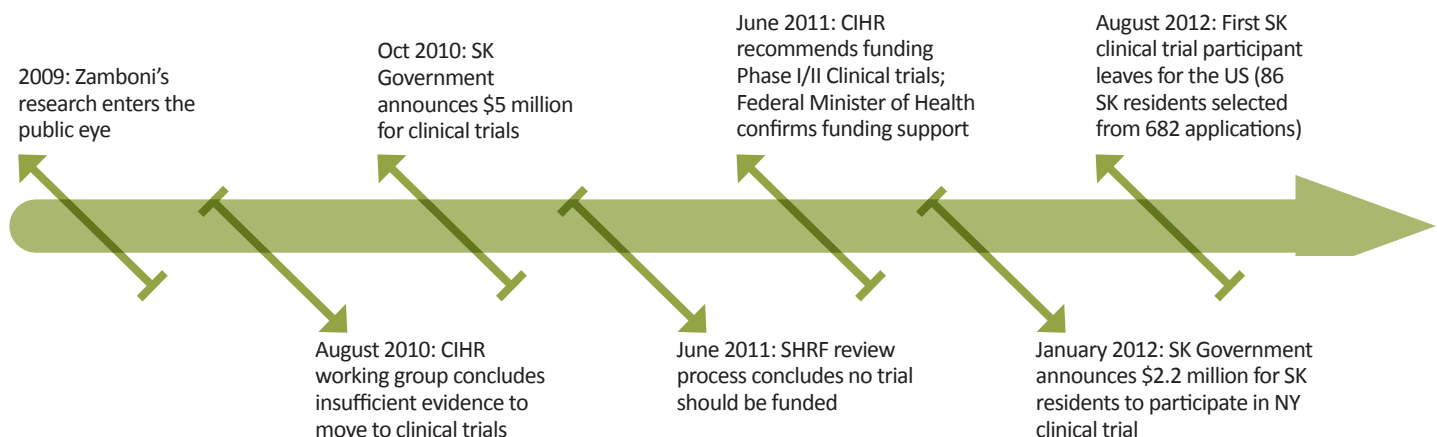 2009: Zamboni's
research enters the
public eye
August 2010: CIHR
working group concludes
insufficient evidence to
move to clinical trials
Oct 2010: SK
Government
announces $5 million
for clinical trials
June 2011: SHRF review
process concludes no trial
should be funded
June 2011: CIHR
recommends funding
Phase I/II Clinical trials;
Federal Minister of Health
confirms funding support
January 2012: SK Government
announces $2.2 million for SK
residents to participate in NY
clinical trial
August 2012: First SK
clinical trial participant
leaves for the US (86
SK residents selected
from 682 applications)